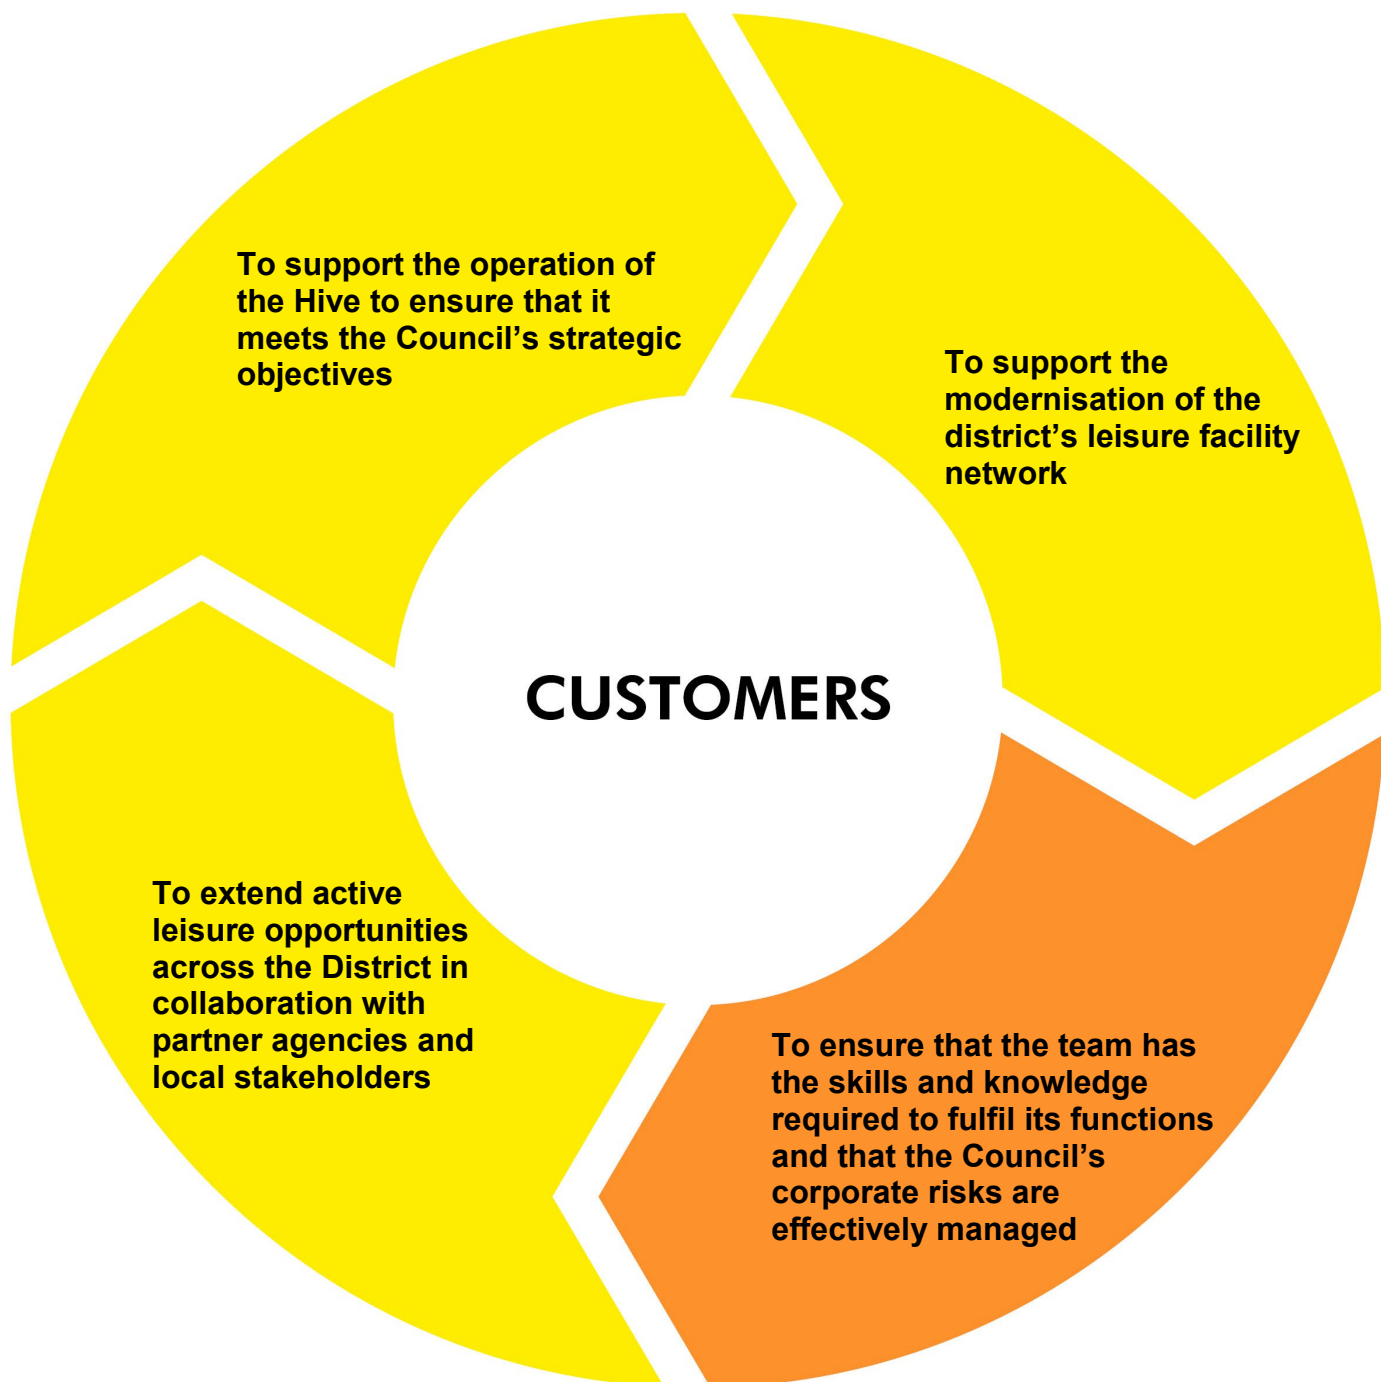 To support the operation of
the Hive to ensure that it
meets the Council’s strategic
objectives
To support the
modernisation of the
district’s leisure facility
network
CUSTOMERS
To extend active
leisure opportunities
across the District in
collaboration with
partner agencies and
local stakeholders
To ensure that the team has
the skills and knowledge
required to fulfil its functions
and that the Council’s
corporate risks are
effectively managed